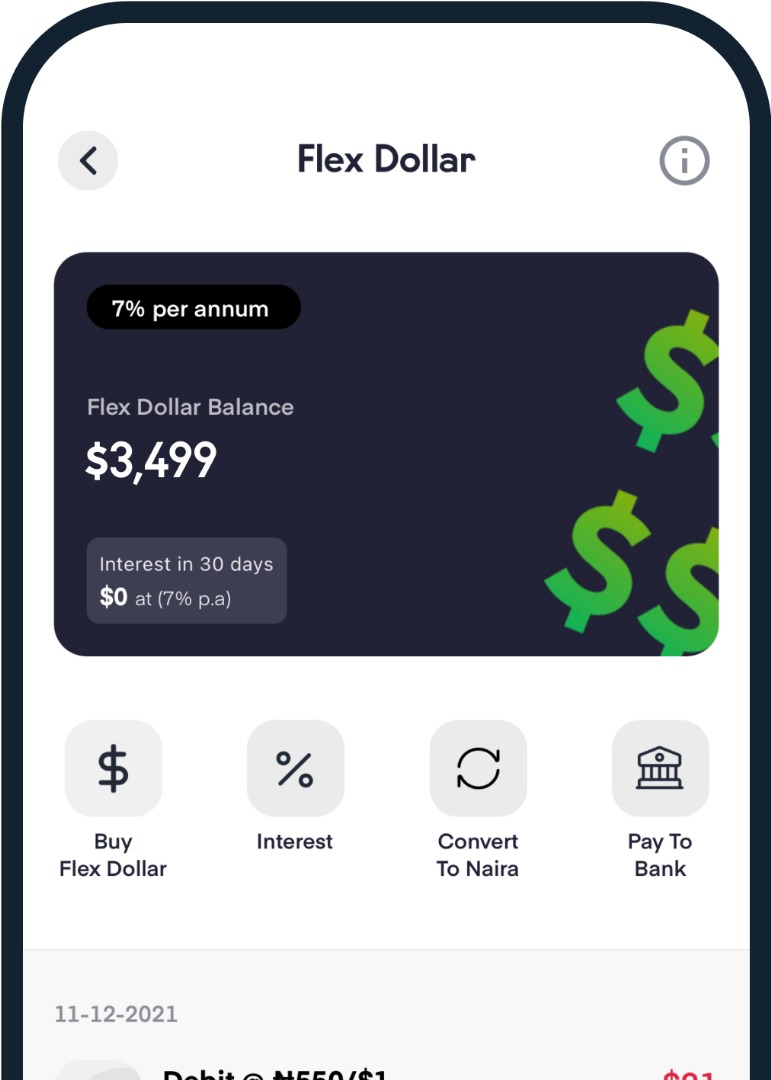 Flex Dollar
7% per annum
Flex Dollar Balance
$3,499
Interest in 30 days
$0 at (7% p.a)
Buy
Flex Dollar
Interest
Convert
To Naira
Pay To
Bank
11-12-2021
Debit @ ₦550/$1